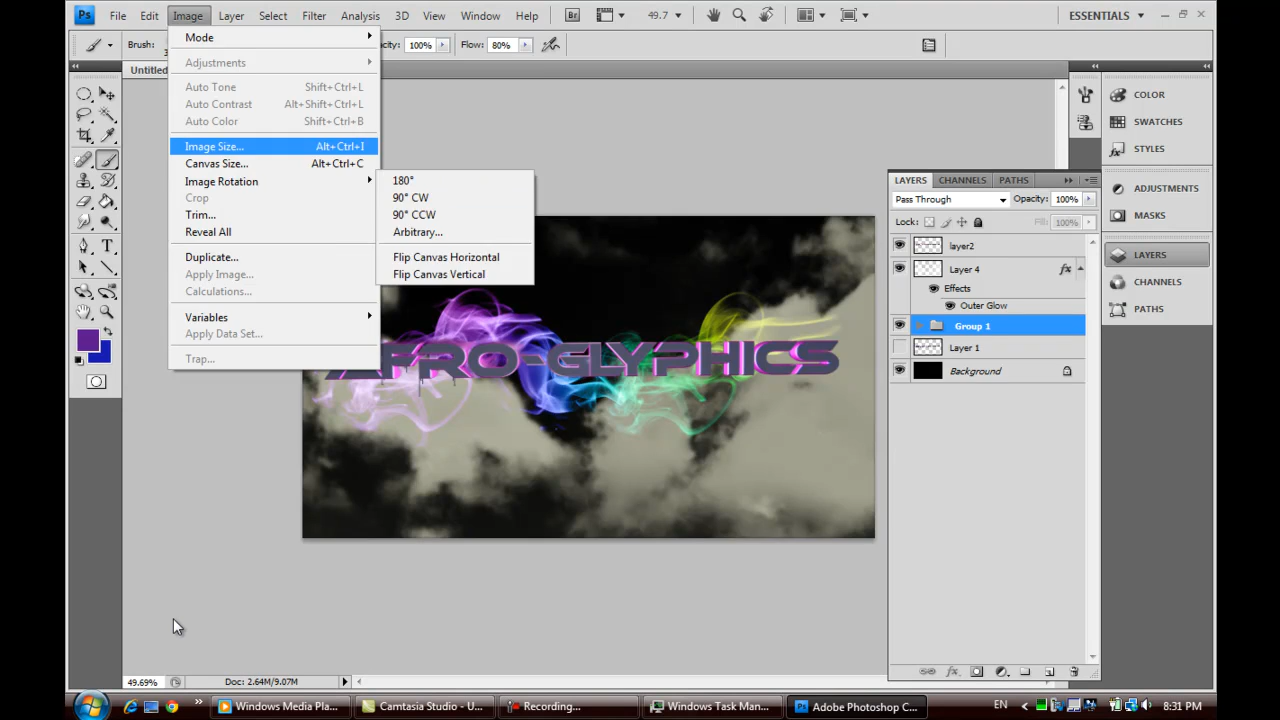 Ps File Edit Image Layer Select Filter Analysis 3D View Window Help Br 49.7 ESSENTIALS
Brush: 100% Flow: 80%
Untitled
Mode
Adjustments
Auto Tone Shift+Ctrl+L
Auto Contrast Alt+Shift+Ctrl+L
Auto Color Shift+Ctrl+B
Image Size... Alt+Ctrl+I
Canvas Size... Alt+Ctrl+C
Image Rotation
Crop
Trim...
Reveal All
Duplicate...
Apply Image...
Calculations...
Variables
Apply Data Set...
Trap...
180°
90° CW
90° CCW
Arbitrary...
Flip Canvas Horizontal
Flip Canvas Vertical
AFRO-GLYPHICS
LAYERS CHANNELS PATHS
Pass Through Opacity: 100%
Lock: Fill: 100%
layer2
Layer 4 fx
Effects
Outer Glow
Group 1
Layer 1
Background
COLOR
SWATCHES
STYLES
ADJUSTMENTS
MASKS
LAYERS
CHANNELS
PATHS
49.69% Doc: 2.64M/9.07M
Windows Media Pla... Camtasia Studio - U... Recording... Windows Task Man... Adobe Photoshop C... EN 8:31 PM